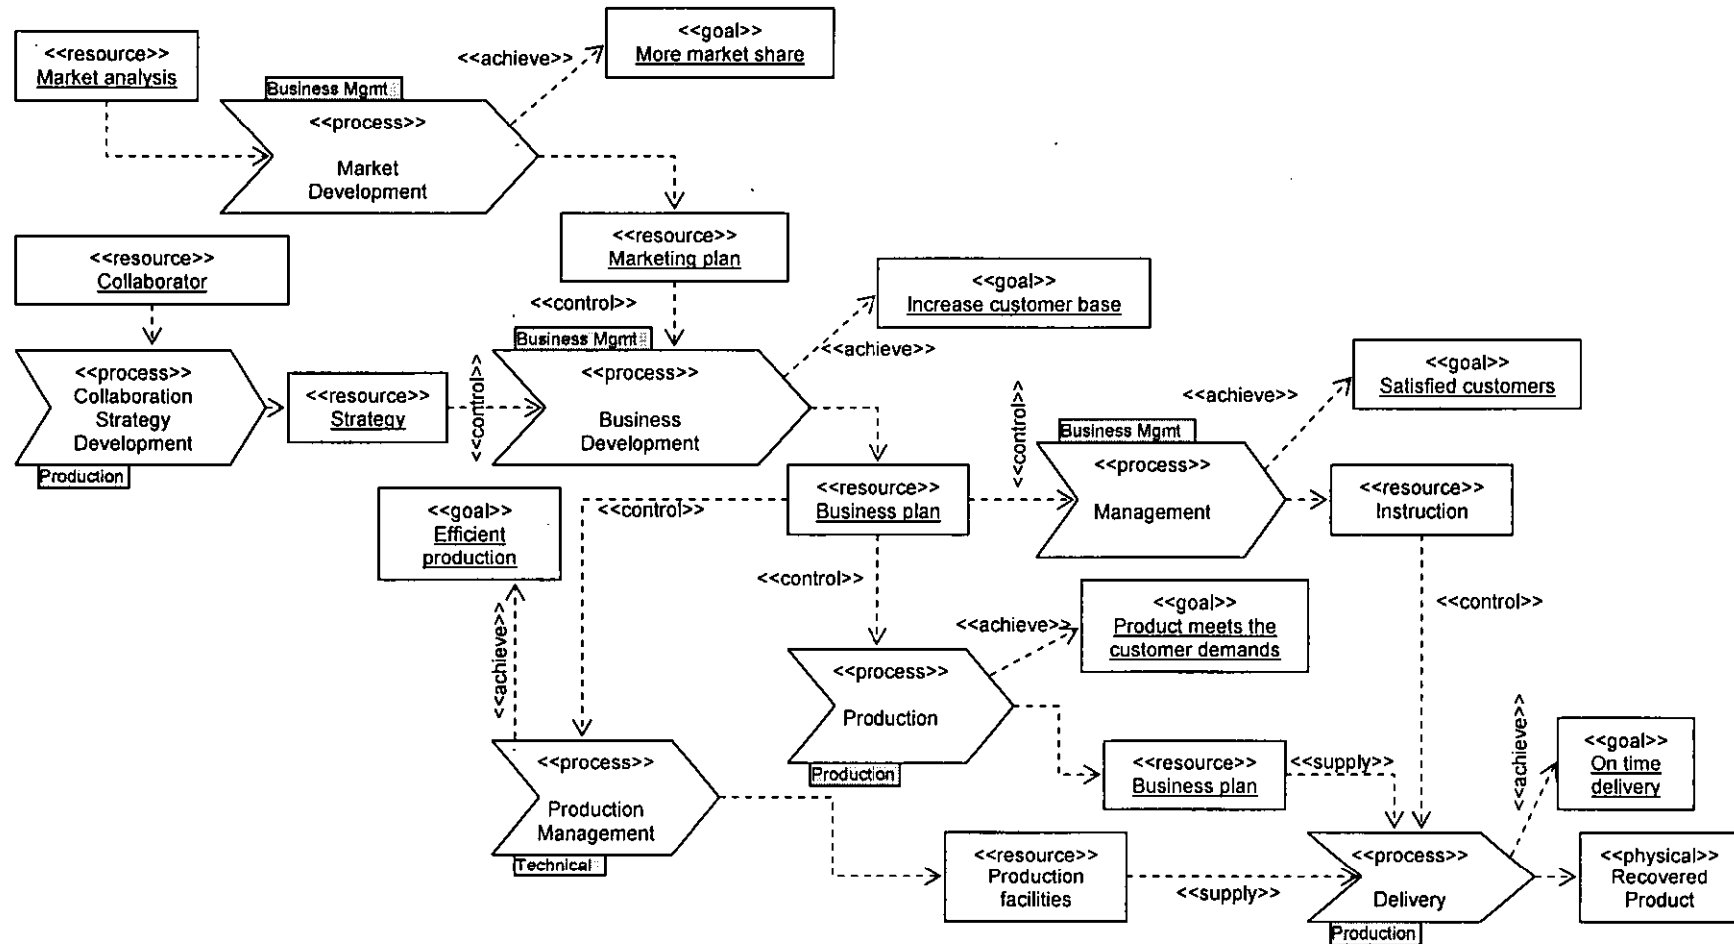 <<resource>>
Market analysis
<<achieve>>
<<goal>>
More market share
Business Mgmt
<<process>>
Market
Development
<<resource>>
Collaborator
<<resource>>
Marketing plan
<<control>>
<<goal>>
Increase customer base
<<achieve>>
<<process>>
Collaboration
Strategy
Development
Production
<<resource>>
Strategy
<<control>>
Business Mgmt
<<process>>
Business
Development
<<control>>
<<achieve>>
<<goal>>
Satisfied customers
Business Mgmt
<<process>>
Management
<<resource>>
Instruction
<<resource>>
Business plan
<<control>>
<<goal>>
Efficient
production
<<achieve>>
<<control>>
<<control>>
<<achieve>>
<<goal>>
Product meets the
customer demands
<<process>>
Production
Production
<<process>>
Production
Management
Technical
<<resource>>
Business plan
<<supply>>
<<achieve>>
<<goal>>
On time
delivery
<<resource>>
Production
facilities
<<supply>>
<<process>>
Delivery
Production
<<physical>>
Recovered
Product